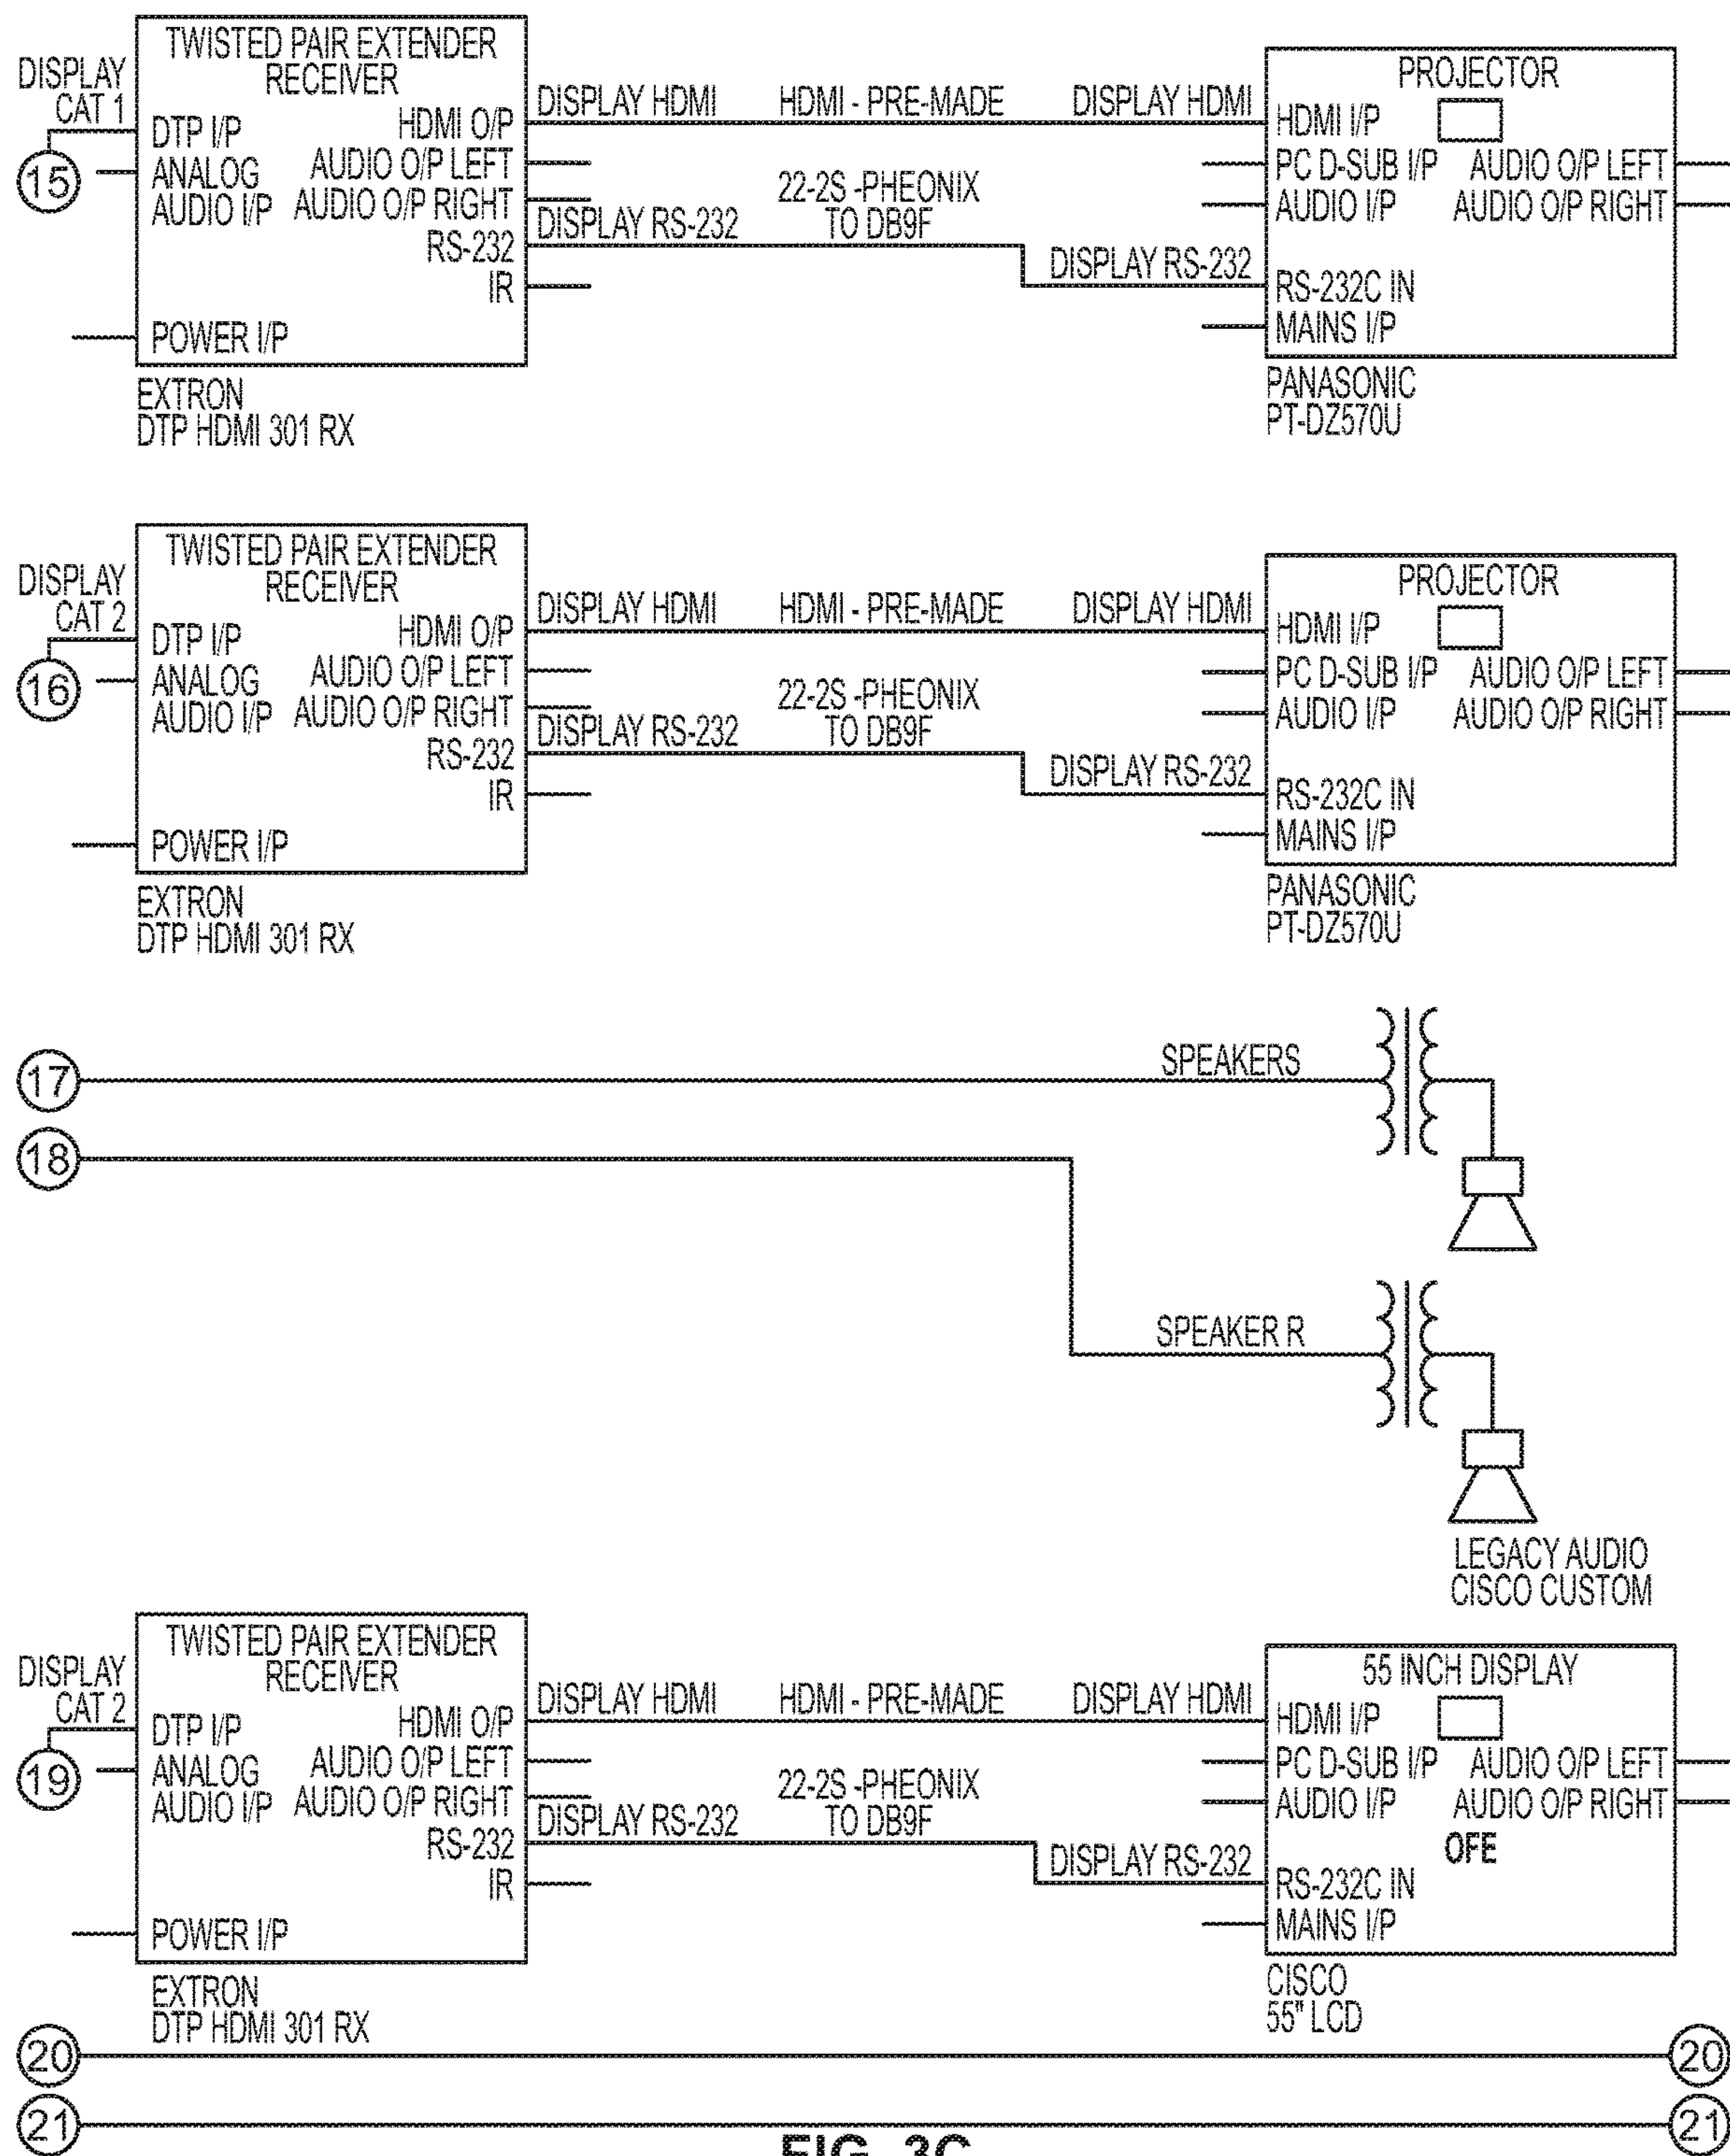 TWISTED PAIR EXTENDER
RECEIVER
DISPLAY
CAT 1
15
DTP I/P
ANALOG
AUDIO I/P
POWER I/P
HDMI O/P
AUDIO O/P LEFT
AUDIO O/P RIGHT
RS-232
IR
EXTRON
DTP HDMI 301 RX
DISPLAY HDMI
HDMI - PRE-MADE
DISPLAY HDMI
22-2S -PHEONIX
TO DB9F
DISPLAY RS-232
DISPLAY RS-232
PROJECTOR
HDMI I/P
PC D-SUB I/P
AUDIO I/P
AUDIO O/P LEFT
AUDIO O/P RIGHT
RS-232C IN
MAINS I/P
PANASONIC
PT-DZ570U
TWISTED PAIR EXTENDER
RECEIVER
DISPLAY
CAT 2
16
DTP I/P
ANALOG
AUDIO I/P
POWER I/P
HDMI O/P
AUDIO O/P LEFT
AUDIO O/P RIGHT
RS-232
IR
EXTRON
DTP HDMI 301 RX
DISPLAY HDMI
HDMI - PRE-MADE
DISPLAY HDMI
22-2S -PHEONIX
TO DB9F
DISPLAY RS-232
DISPLAY RS-232
PROJECTOR
HDMI I/P
PC D-SUB I/P
AUDIO I/P
AUDIO O/P LEFT
AUDIO O/P RIGHT
RS-232C IN
MAINS I/P
PANASONIC
PT-DZ570U
17
SPEAKERS
18
SPEAKER R
LEGACY AUDIO
CISCO CUSTOM
TWISTED PAIR EXTENDER
RECEIVER
DISPLAY
CAT 2
19
DTP I/P
ANALOG
AUDIO I/P
POWER I/P
HDMI O/P
AUDIO O/P LEFT
AUDIO O/P RIGHT
RS-232
IR
EXTRON
DTP HDMI 301 RX
DISPLAY HDMI
HDMI - PRE-MADE
DISPLAY HDMI
22-2S -PHEONIX
TO DB9F
DISPLAY RS-232
DISPLAY RS-232
55 INCH DISPLAY
HDMI I/P
PC D-SUB I/P
AUDIO I/P
AUDIO O/P LEFT
AUDIO O/P RIGHT
OFE
RS-232C IN
MAINS I/P
CISCO
55" LCD
20
20
21
21
FIG. 3C